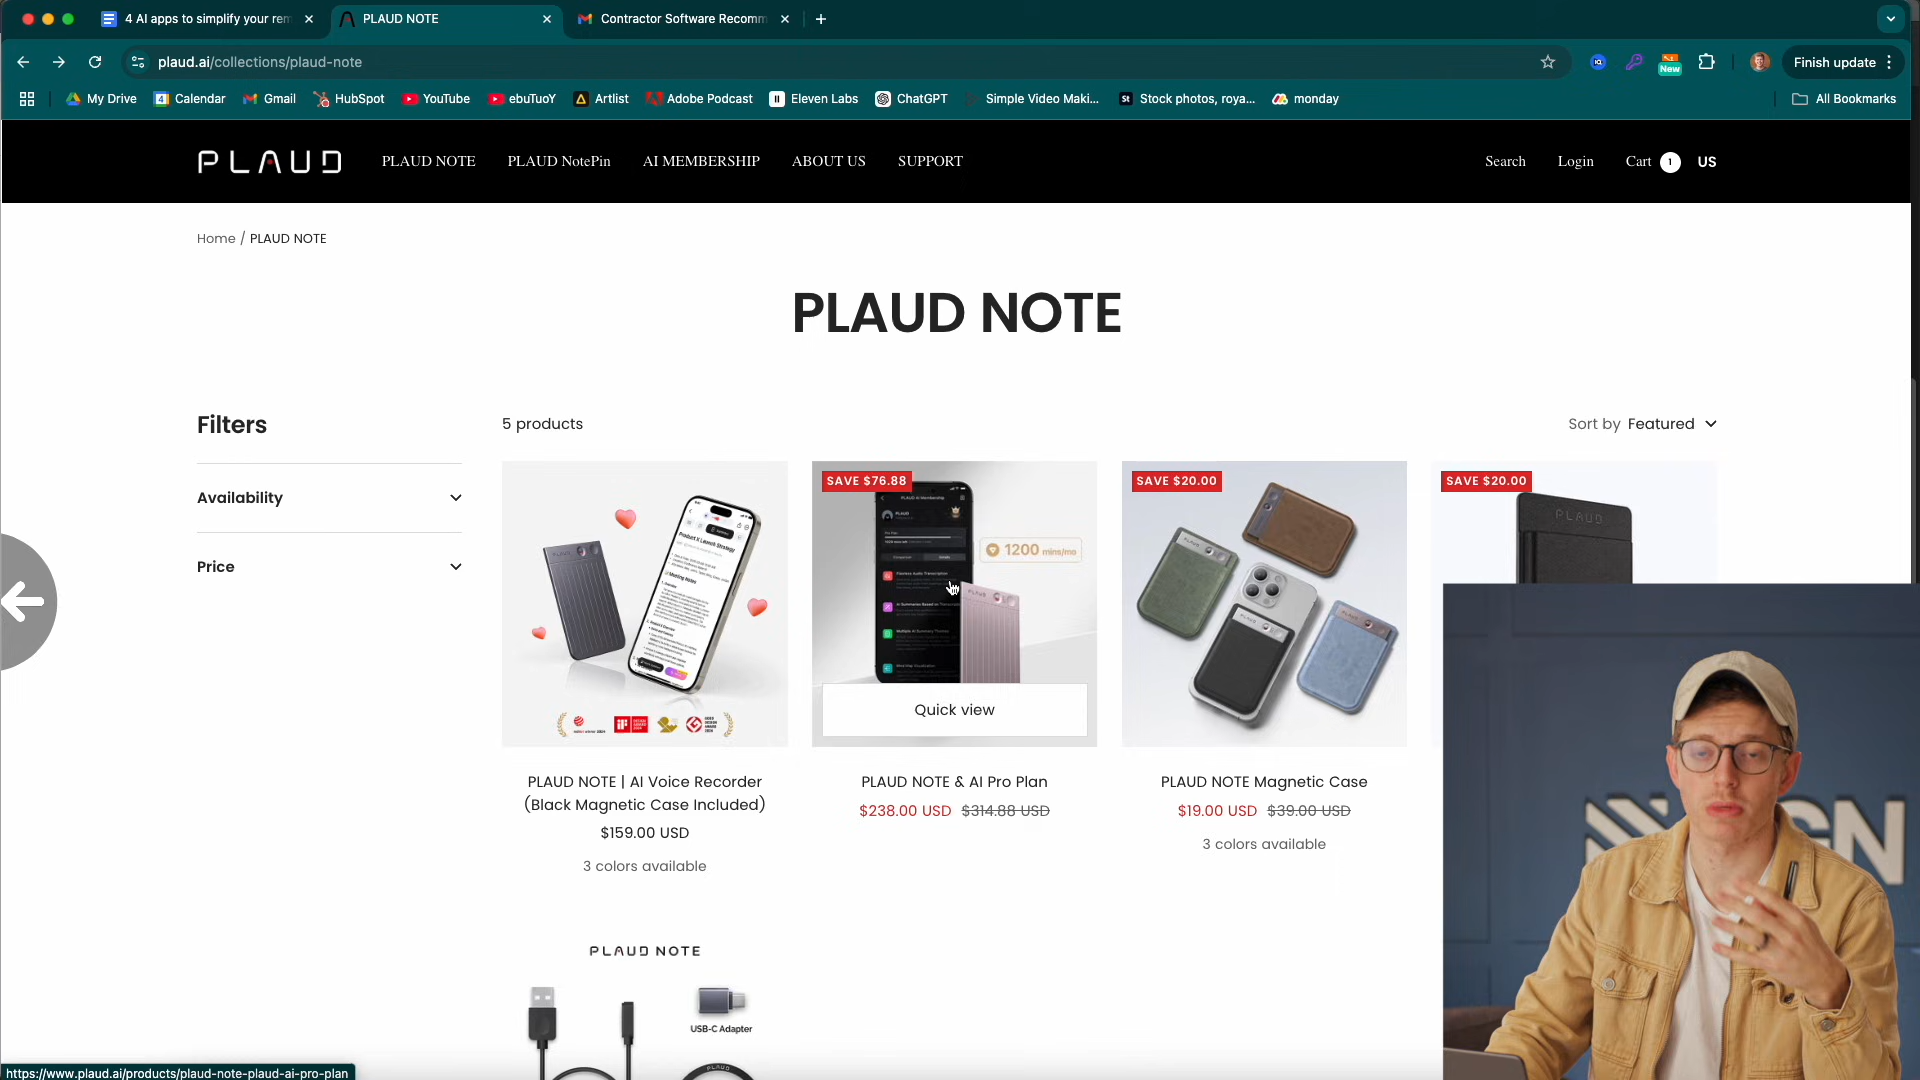 4 AI apps to simplify your rem
PLAUD NOTE
Contractor Software Recomm
plaud.ai/collections/plaud-note
New
Finish update
My Drive
Calendar
Gmail
HubSpot
YouTube
ebuTuoY
Artlist
Adobe Podcast
Eleven Labs
ChatGPT
Simple Video Maki...
Stock photos, roya...
monday
All Bookmarks
PLAUD
PLAUD NOTE
PLAUD NotePin
AI MEMBERSHIP
ABOUT US
SUPPORT
Search
Login
Cart 1
US
Home / PLAUD NOTE
PLAUD NOTE
Filters
5 products
Sort by Featured
Availability
Price
SAVE $76.88
SAVE $20.00
SAVE $20.00
PLAUD
1200 mins/mo
Quick view
PLAUD NOTE | AI Voice Recorder
(Black Magnetic Case Included)
$159.00 USD
3 colors available
PLAUD NOTE & AI Pro Plan
$238.00 USD $314.88 USD
PLAUD NOTE Magnetic Case
$19.00 USD $39.00 USD
3 colors available
PLAUD NOTE
USB-C Adapter
PLAUD
GN
https://www.plaud.ai/products/plaud-note-plaud-ai-pro-plan